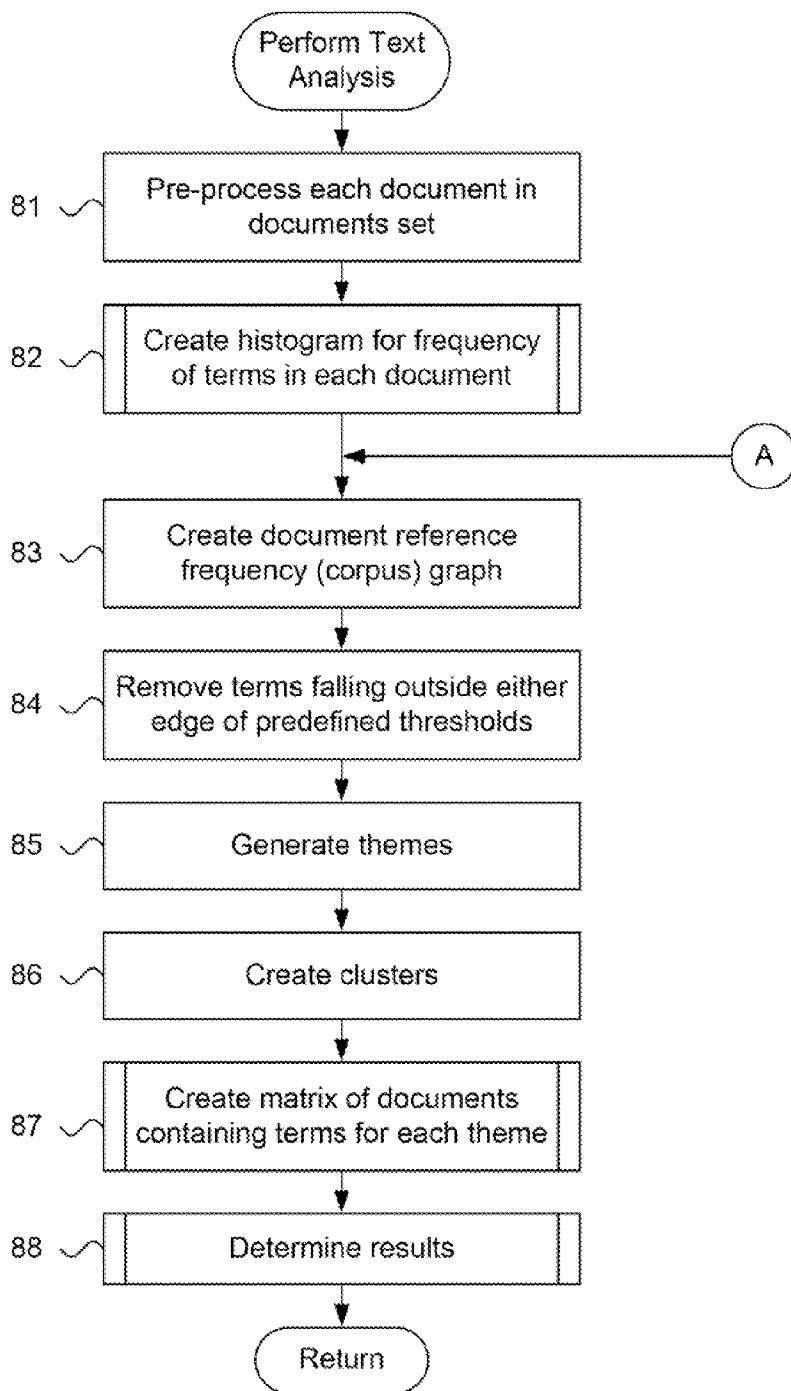 Perform Text
Analysis
81
Pre-process each document in
documents set
82
Create histogram for frequency
of terms in each document
A
83
Create document reference
frequency (corpus) graph
84
Remove terms falling outside either
edge of predefined thresholds
85
Generate themes
86
Create clusters
87
Create matrix of documents
containing terms for each theme
88
Determine results
Return